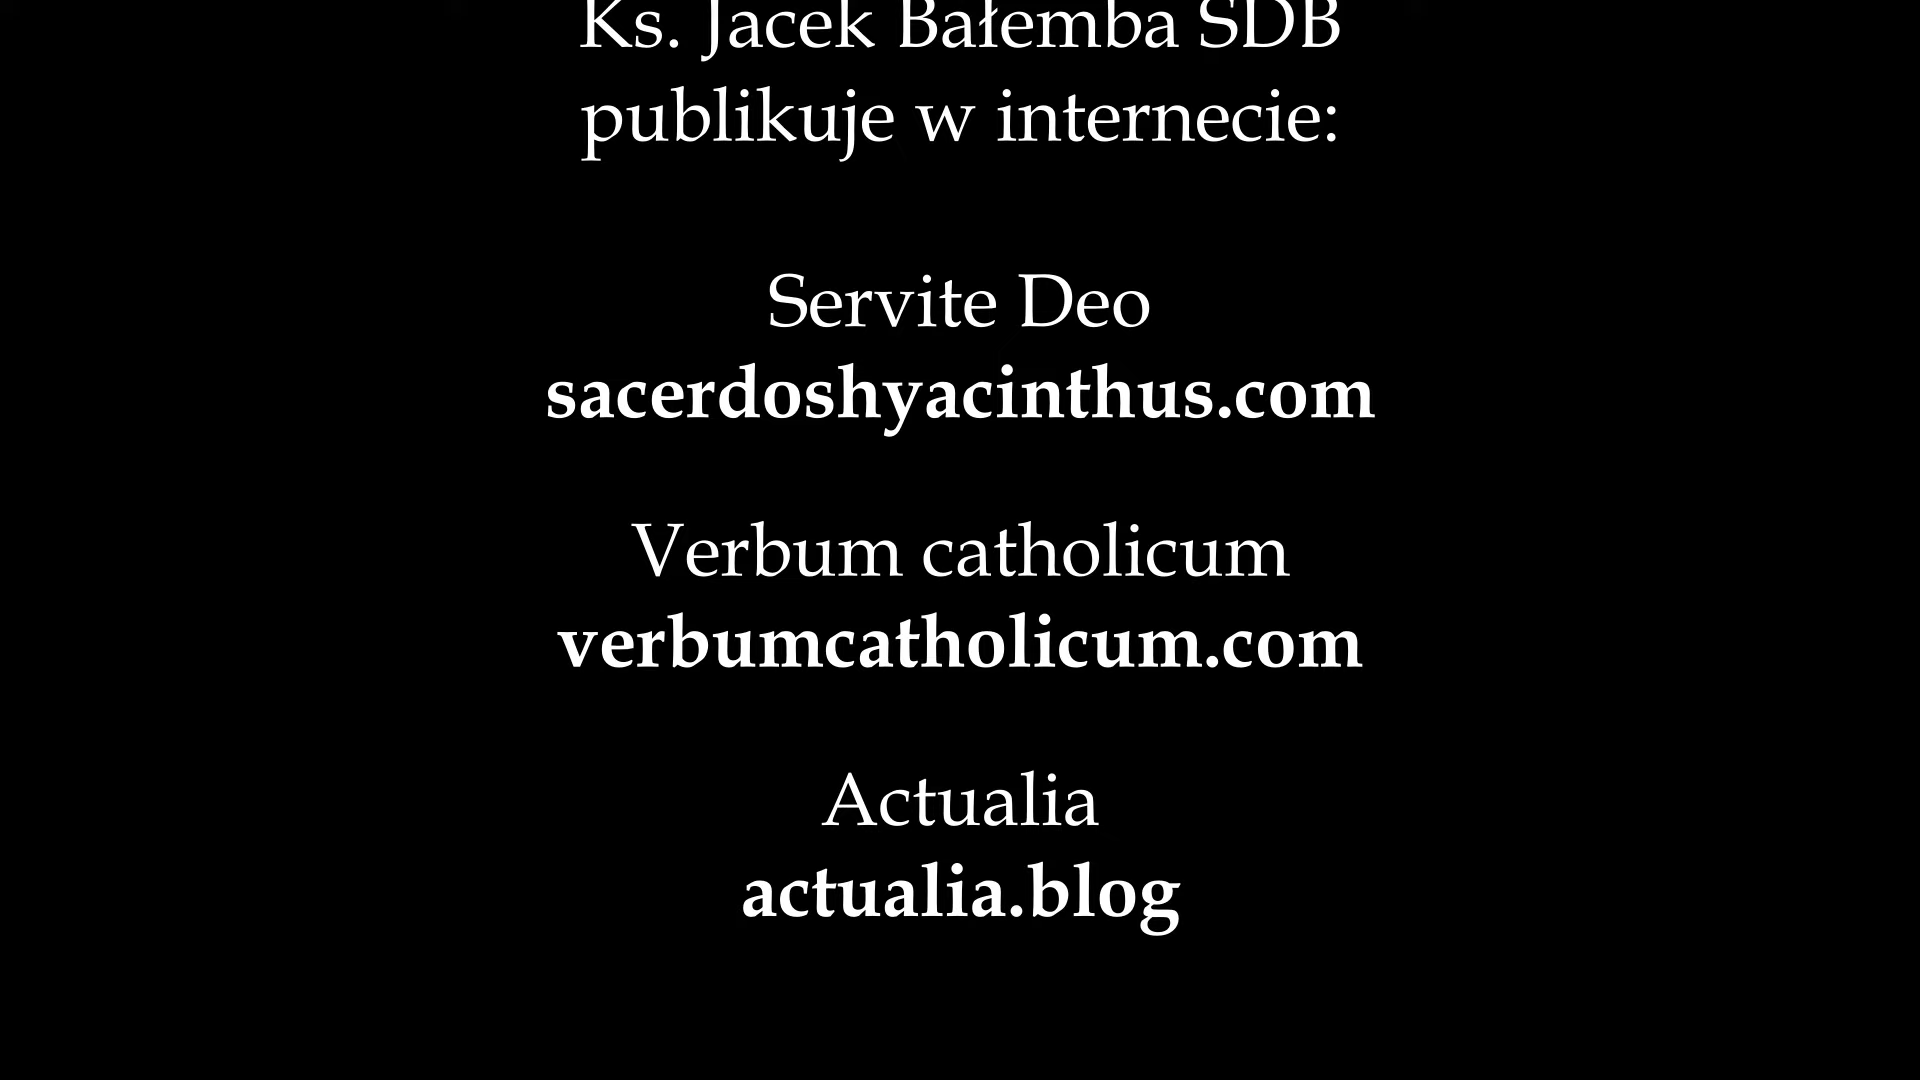 Ks. Jacek Bałemba SDB
publikuje w internecie:
Servite Deo
sacerdoshyacinthus.com
Verbum catholicum
verbumcatholicum.com
Actualia
actualia.blog